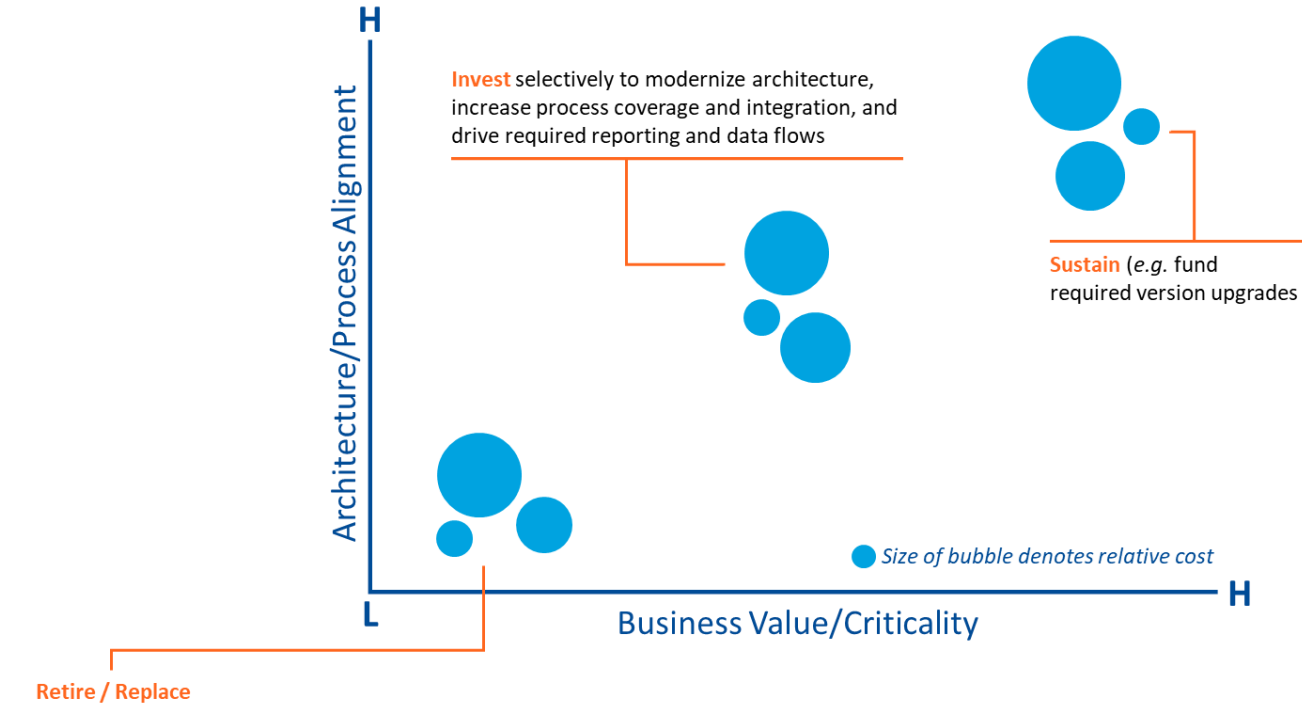 H
Invest selectively to modernize architecture,
increase process coverage and integration, and
drive required reporting and data flows
Architecture/Process Alignment
Sustain (e.g. fund
required version upgrades
Size of bubble denotes relative cost
H
L
Business Value/Criticality
Retire / Replace